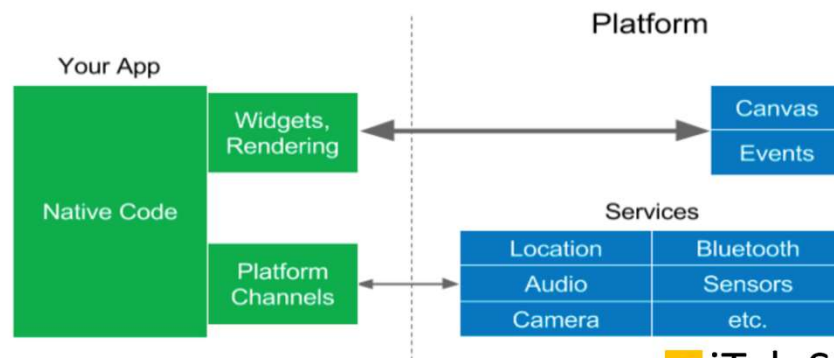 Platform
Your App
Widgets,
Rendering
Canvas
Events
Native Code
Services
Platform
Channels
Location
Bluetooth
Audio
Sensors
Camera
etc.